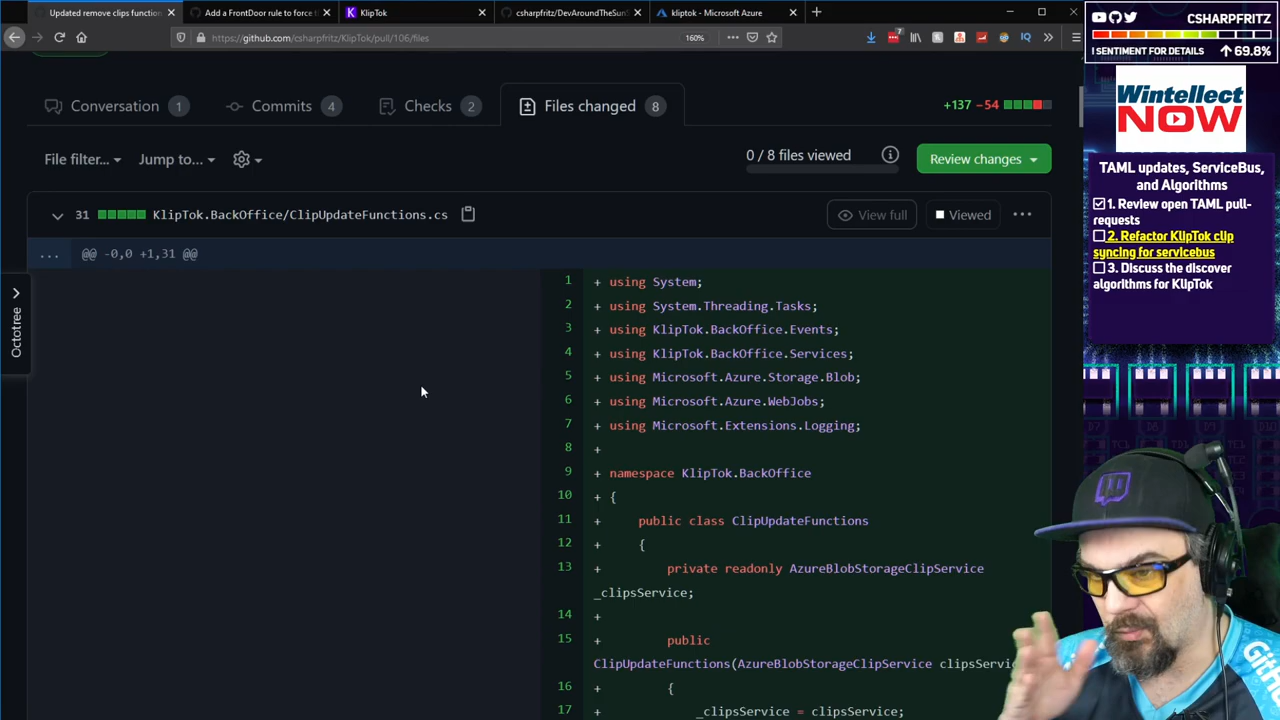 Updated remove clips function
Add a FrontDoor rule to force t
KlipTok
csharpfritz/DevAroundTheSun
kliptok - Microsoft Azure
https://github.com/csharpfritz/KlipTok/pull/106/files
160%
7
IQ
CSHARPFRITZ
! SENTIMENT FOR DETAILS
69.8%
Wintellect
NOW
TAML updates, ServiceBus,
and Algorithms
1. Review open TAML pull-
requests
2. Refactor KlipTok clip
syncing for servicebus
3. Discuss the discover
algorithms for KlipTok
Conversation 1
Commits 4
Checks 2
Files changed 8
+137 −54
File filter...
Jump to...
0 / 8 files viewed
Review changes
31 KlipTok.BackOffice/ClipUpdateFunctions.cs
View full
Viewed
...
... @@ -0,0 +1,31 @@
Octotree
1 + using System;
2 + using System.Threading.Tasks;
3 + using KlipTok.BackOffice.Events;
4 + using KlipTok.BackOffice.Services;
5 + using Microsoft.Azure.Storage.Blob;
6 + using Microsoft.Azure.WebJobs;
7 + using Microsoft.Extensions.Logging;
8 +
9 + namespace KlipTok.BackOffice
10 + {
11 + public class ClipUpdateFunctions
12 + {
13 + private readonly AzureBlobStorageClipService
_clipsService;
14 +
15 + public
ClipUpdateFunctions(AzureBlobStorageClipService clipsServic
16 + {
17 + _clipsService = clipsService;